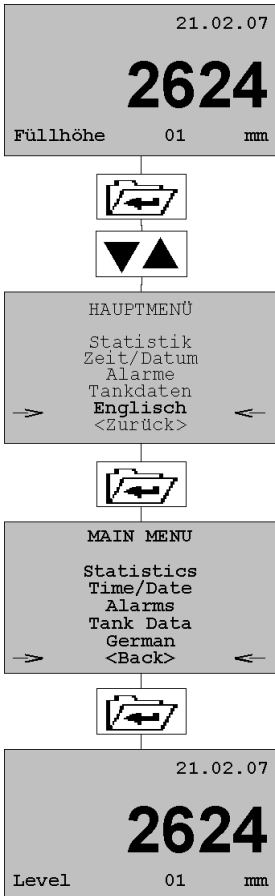 21.02.07
2624
Füllhöhe 01 mm
HAUPTMENÜ
Statistik
Zeit/Datum
Alarme
Tankdaten
Englisch
<Zurück>
MAIN MENU
Statistics
Time/Date
Alarms
Tank Data
German
<Back>
21.02.07
2624
Level 01 mm